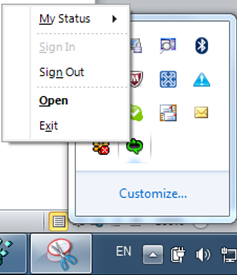 My Status
Sign In
Sign Out
Open
Exit
Customize...
EN